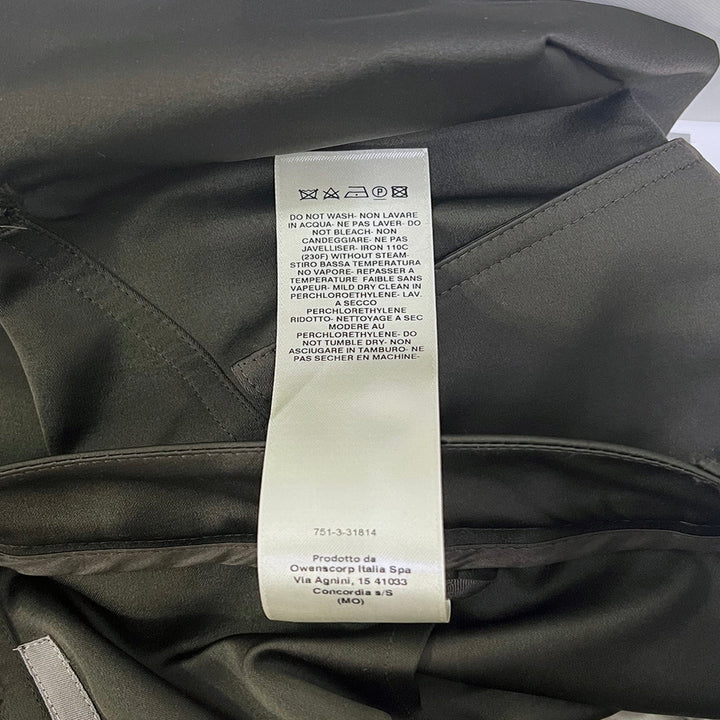 DO NOT WASH- NON LAVARE
IN ACQUA- NE PAS LAVER- DO
NOT BLEACH- NON
CANDEGGIARE- NE PAS
JAVELLISER- IRON 110C
(230F) WITHOUT STEAM-
STIRO BASSA TEMPERATURA
NO VAPORE- REPASSER A
TEMPERATURE FAIBLE SANS
VAPEUR- MILD DRY CLEAN IN
PERCHLOROETHYLENE- LAV.
A SECCO
PERCHLORETHYLENE
RIDOTTO- NETTOYAGE A SEC
MODERE AU
PERCHLORETHYLENE- DO
NOT TUMBLE DRY- NON
ASCIUGARE IN TAMBURO- NE
PAS SECHER EN MACHINE-
751-3-31814
Prodotto da
Owenscorp Italia Spa
Via Agnini, 15 41033
Concordia s/S
(MO)